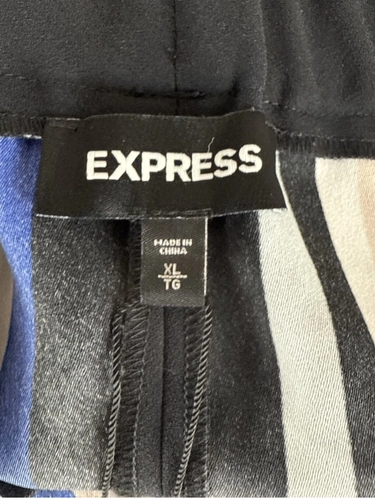 EXPRESS
MADE IN
CHINA
XL
TG